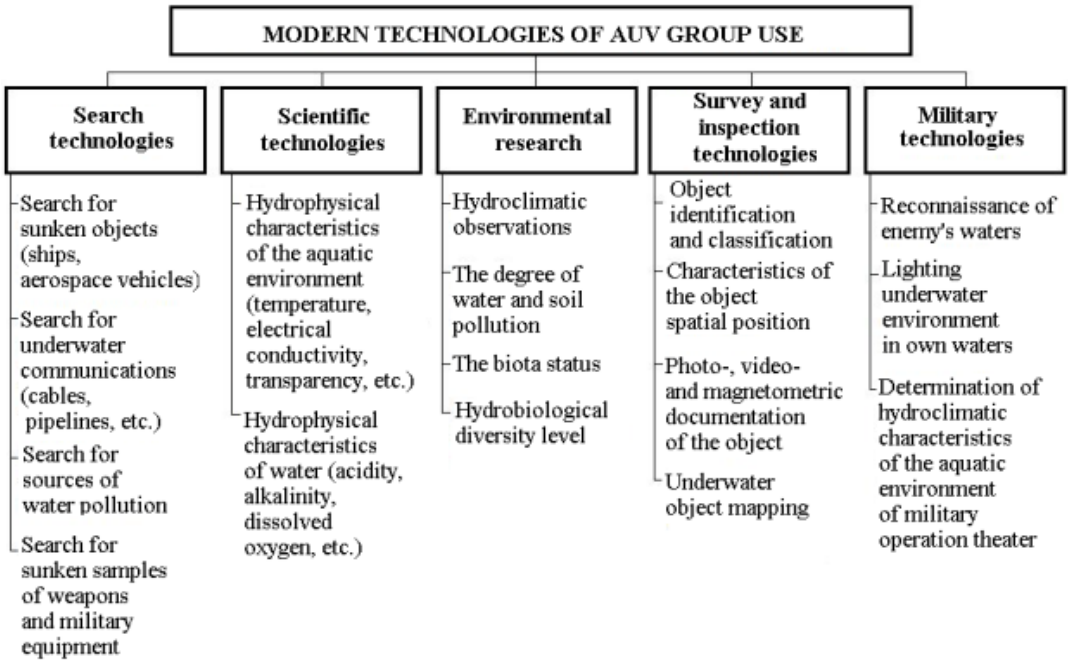 MODERN TECHNOLOGIES OF AUV GROUP USE
Search
technologies
Search for
sunken objects
(ships,
aerospace vehicles)
Search for
underwater
communications
(cables,
pipelines, etc.)
Search for
sources of
water pollution
Search for
sunken samples
of weapons
and military
equipment
Scientific
technologies
Hydrophysical
characteristics
of the aquatic
environment
(temperature,
electrical
conductivity,
transparency, etc.)
Hydrophysical
characteristics
of water (acidity,
alkalinity,
dissolved
oxygen, etc.)
Environmental
research
Hydroclimatic
observations
The degree of
water and soil
pollution
The biota status
Hydrobiological
diversity level
Survey and
inspection
technologies
Object
identification
and classification
Characteristics of
the object
spatial position
Photo-, video-
and magnetometric
documentation
of the object
Underwater
object mapping
Military
technologies
Reconnaissance of
enemy's waters
Lighting
underwater
environment
in own waters
Determination of
hydroclimatic
characteristics
of the aquatic
environment
of military
operation theater